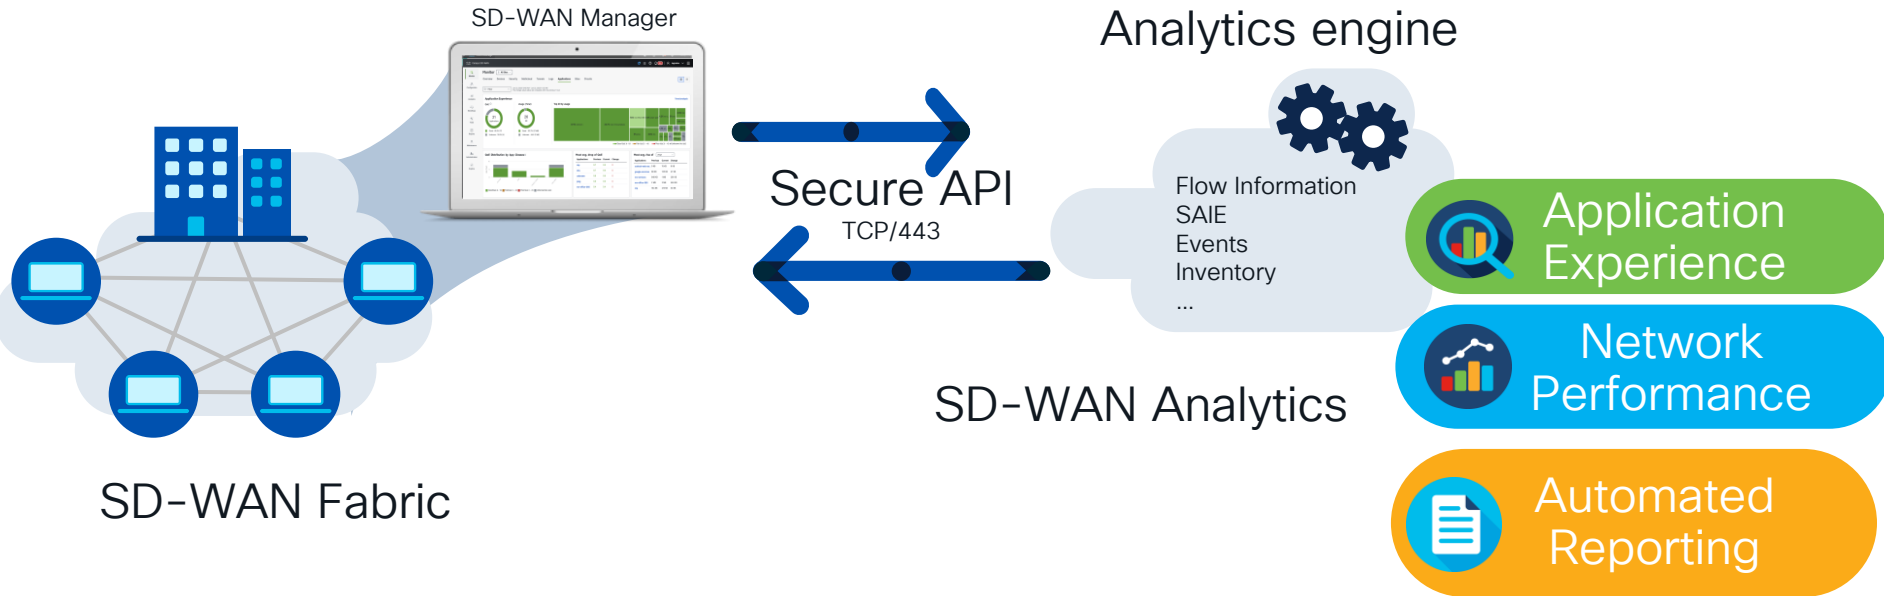 SD-WAN Manager
Analytics engine
Secure API
TCP/443
Flow Information
SAIE
Events
Inventory
...
Application
Experience
Network
Performance
SD-WAN Analytics
SD-WAN Fabric
Automated
Reporting